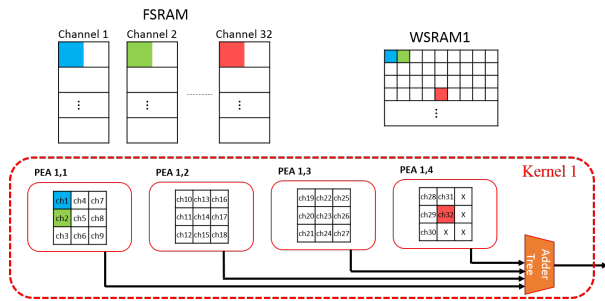 FSRAM
Channel 1 Channel 2 Channel 32
WSRAM1
⋮ ⋮ ⋮
⋮
Kernel 1
PEA 1,1 PEA 1,2 PEA 1,3 PEA 1,4
ch1 ch4 ch7 ch10 ch13 ch16 ch19 ch22 ch25 ch28 ch31 X
ch2 ch5 ch8 ch11 ch14 ch17 ch20 ch23 ch26 ch29 ch32 X
ch3 ch6 ch9 ch12 ch15 ch18 ch21 ch24 ch27 ch30 X X
Adder
Tree